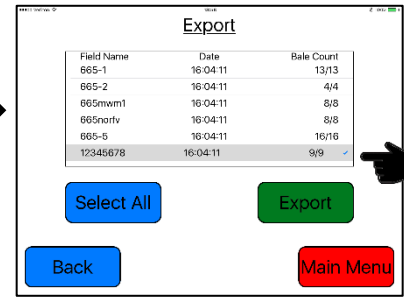 Export
Field Name Date Bale Count
665-1 16:04:11 13/13
665-2 16:04:11 4/4
665mwm1 16:04:11 8/8
665norfv 16:04:11 8/8
665-5 16:04:11 16/16
12345678 16:04:11 9/9
Select All Export
Back Main Menu